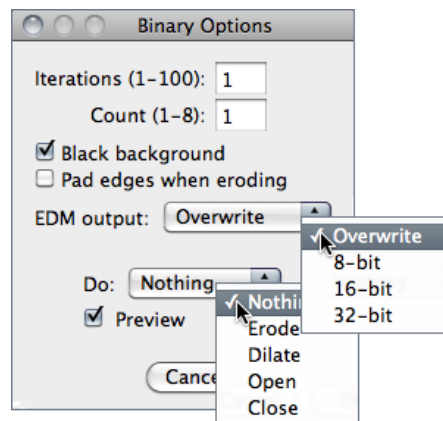 Binary Options
Iterations (1-100): 1
Count (1-8): 1
Black background
Pad edges when eroding
EDM output: Overwrite
Overwrite
8-bit
16-bit
32-bit
Do: Nothing
Preview
Nothi
Erode
Dilate
Open
Close
Cance